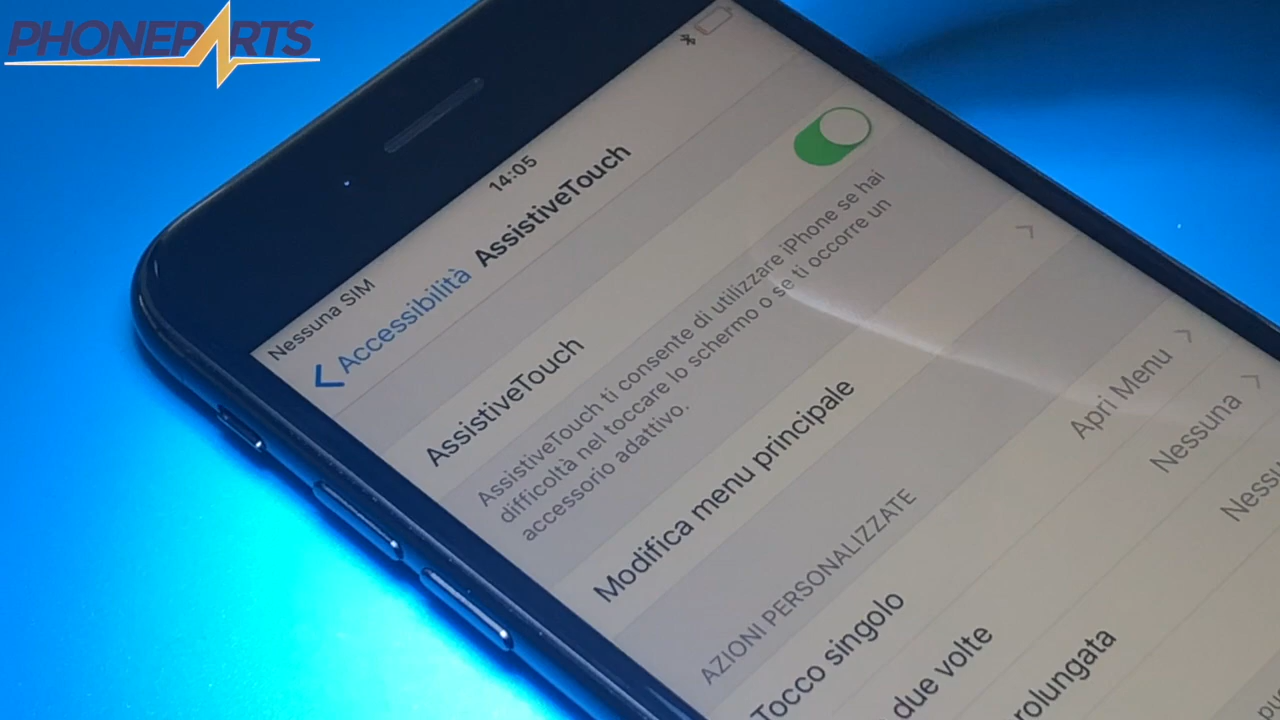 PHONEPARTS
Nessuna SIM
14:05
Accessibilità
AssistiveTouch
AssistiveTouch
AssistiveTouch ti consente di utilizzare iPhone se hai
difficoltà nel toccare lo schermo o se ti occorre un
accessorio adattivo.
Modifica menu principale
AZIONI PERSONALIZZATE
Tocco singolo
Apri Menu
due volte
Nessuna
rolungata
Nessu